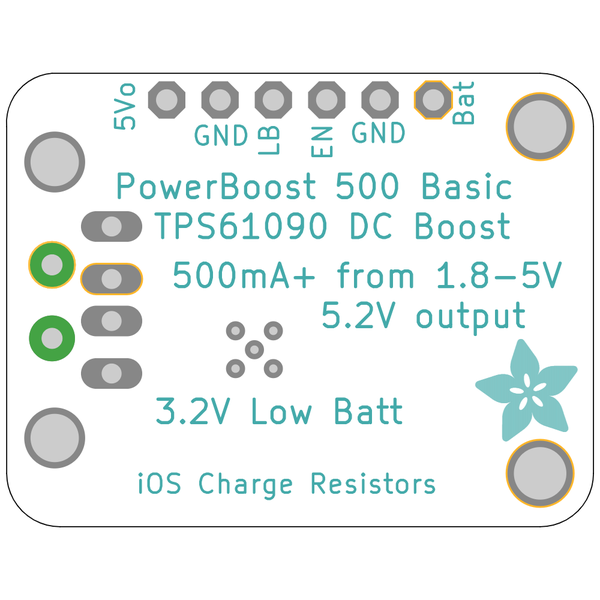 5Vo
GND
LB
EN
GND
Bat
PowerBoost 500 Basic
TPS61090 DC Boost
500mA+ from 1.8-5V
5.2V output
3.2V Low Batt
iOS Charge Resistors